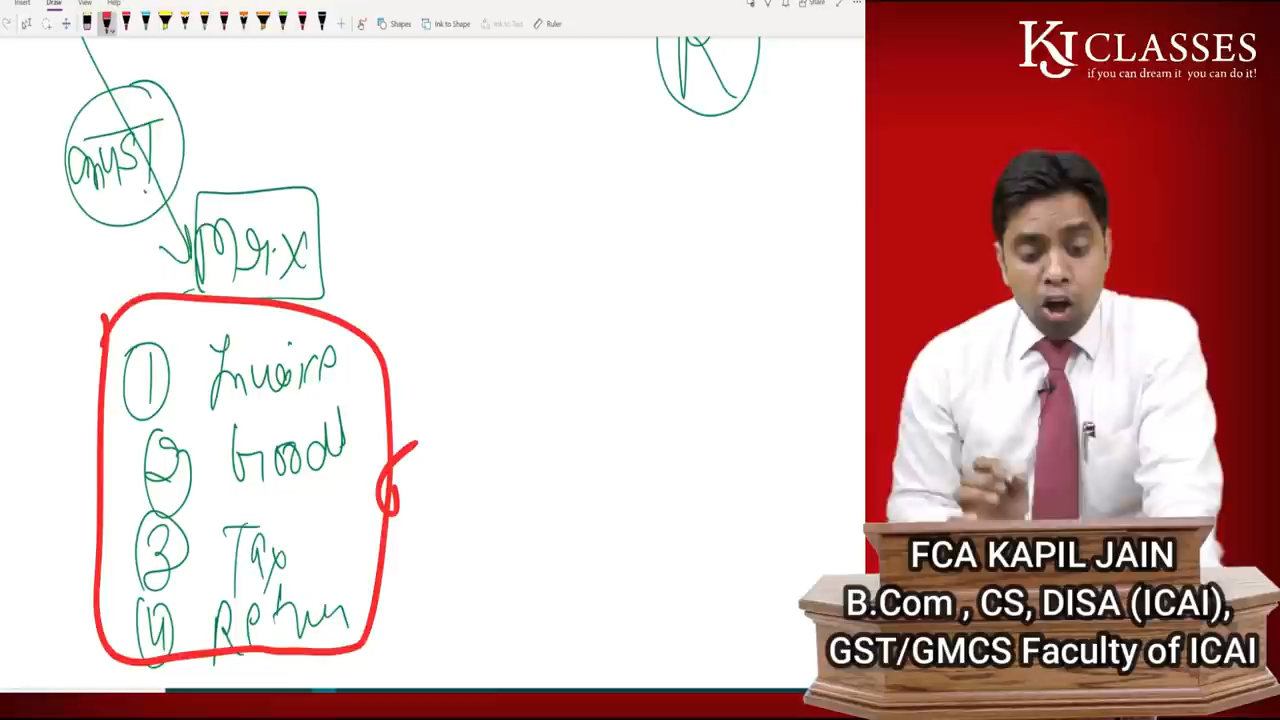 Insert Draw View Help
Shapes Ink to Shape Ink to Text Ruler
Share
KJ CLASSES
if you can dream it you can do it!
R
Mr. X
① Invoice
② Goods
③ Tax
④ Return
FCA KAPIL JAIN
B.Com , CS, DISA (ICAI),
GST/GMCS Faculty of ICAI